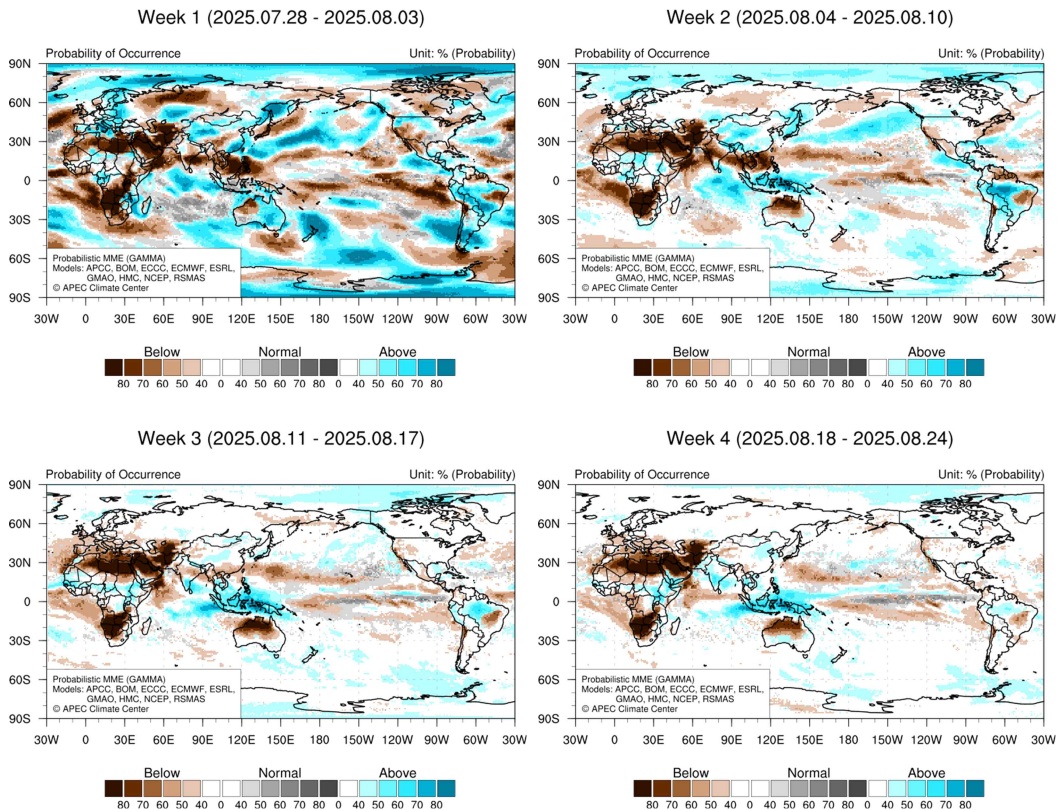 Week 1 (2025.07.28 - 2025.08.03)
Probability of Occurrence Unit: % (Probability)
90N
60N
30N
0
30S
60S
90S
Probabilistic MME (GAMMA)
Models: APCC, BOM, ECCC, ECMWF, ESRL,
GMAO, HMC, NCEP, RSMAS
© APEC Climate Center
30W 0 30E 60E 90E 120E 150E 180 150W 120W 90W 60W 30W
Below Normal Above
80 70 60 50 40 0 40 50 60 70 80 0 40 50 60 70 80
Week 2 (2025.08.04 - 2025.08.10)
Probability of Occurrence Unit: % (Probability)
90N
60N
30N
0
30S
60S
90S
Probabilistic MME (GAMMA)
Models: APCC, BOM, ECCC, ECMWF, ESRL,
GMAO, HMC, NCEP, RSMAS
© APEC Climate Center
30W 0 30E 60E 90E 120E 150E 180 150W 120W 90W 60W 30W
Below Normal Above
80 70 60 50 40 0 40 50 60 70 80 0 40 50 60 70 80
Week 3 (2025.08.11 - 2025.08.17)
Probability of Occurrence Unit: % (Probability)
90N
60N
30N
0
30S
60S
90S
Probabilistic MME (GAMMA)
Models: APCC, BOM, ECCC, ECMWF, ESRL,
GMAO, HMC, NCEP, RSMAS
© APEC Climate Center
30W 0 30E 60E 90E 120E 150E 180 150W 120W 90W 60W 30W
Below Normal Above
80 70 60 50 40 0 40 50 60 70 80 0 40 50 60 70 80
Week 4 (2025.08.18 - 2025.08.24)
Probability of Occurrence Unit: % (Probability)
90N
60N
30N
0
30S
60S
90S
Probabilistic MME (GAMMA)
Models: APCC, BOM, ECCC, ECMWF, ESRL,
GMAO, HMC, NCEP, RSMAS
© APEC Climate Center
30W 0 30E 60E 90E 120E 150E 180 150W 120W 90W 60W 30W
Below Normal Above
80 70 60 50 40 0 40 50 60 70 80 0 40 50 60 70 80